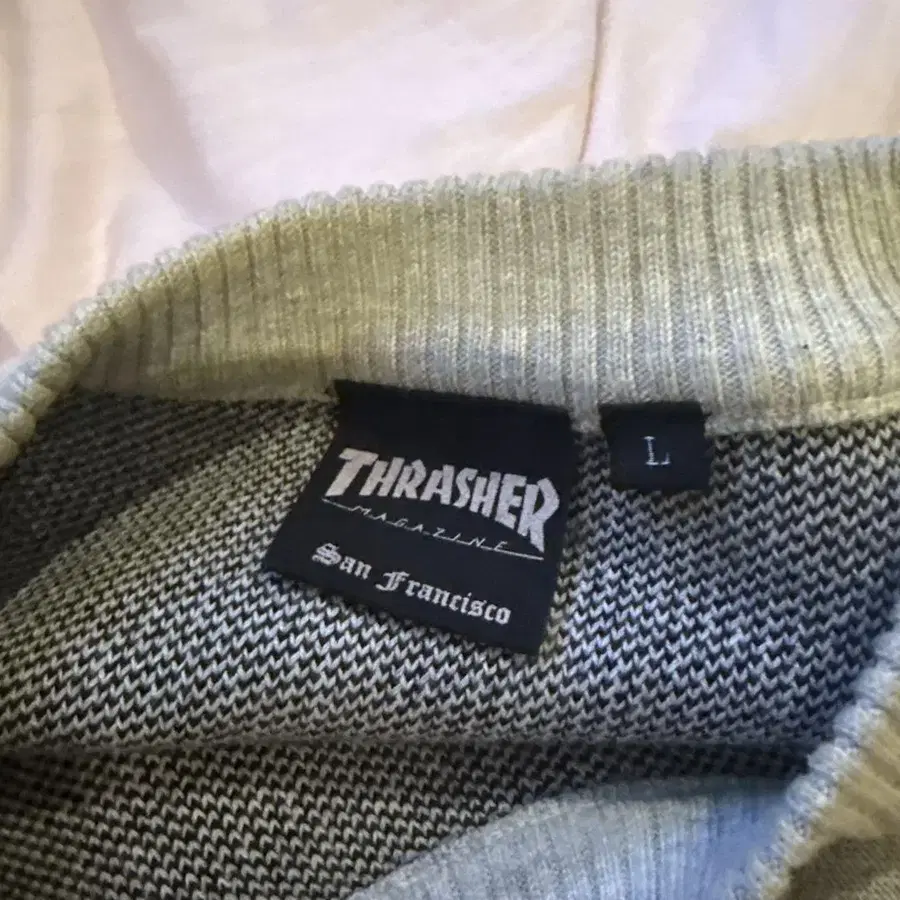 THRASHER
MAGAZINE
San Francisco
L